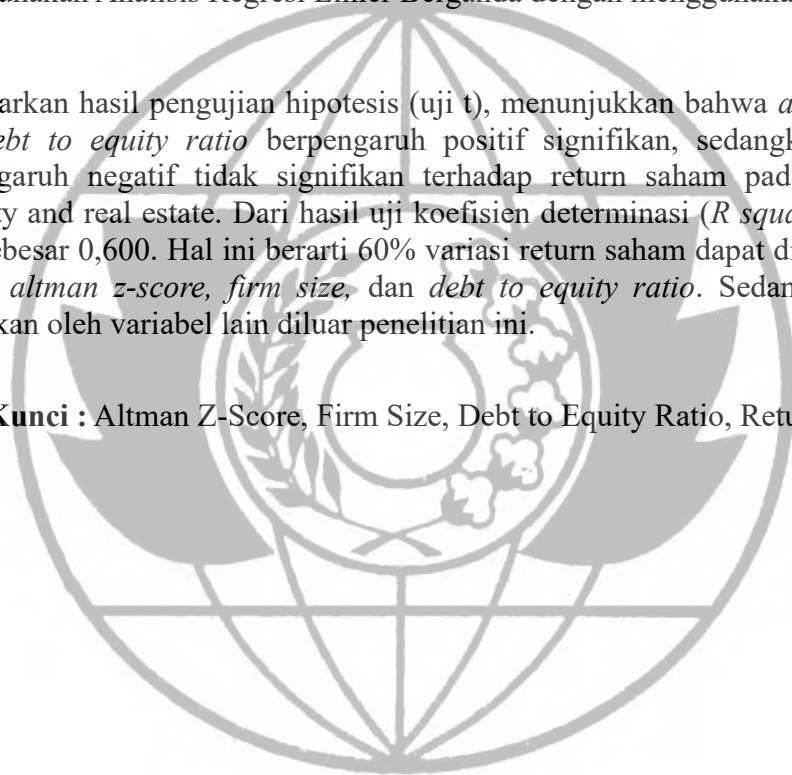 arkan hasil pengujian hipotesis (uji t), menunjukkan bahwa a
ebt to equity ratio berpengaruh positif signifikan, sedangk
garuh negatif tidak signifikan terhadap return saham pad
ty and real estate. Dari hasil uji koefisien determinasi (R squa
ebesar 0,600. Hal ini berarti 60% variasi return saham dapat di
altman z-score, firm size, dan debt to equity ratio. Sedan
kan oleh variabel lain diluar penelitian ini.
Kunci : Altman Z-Score, Firm Size, Debt to Equity Ratio, Retu